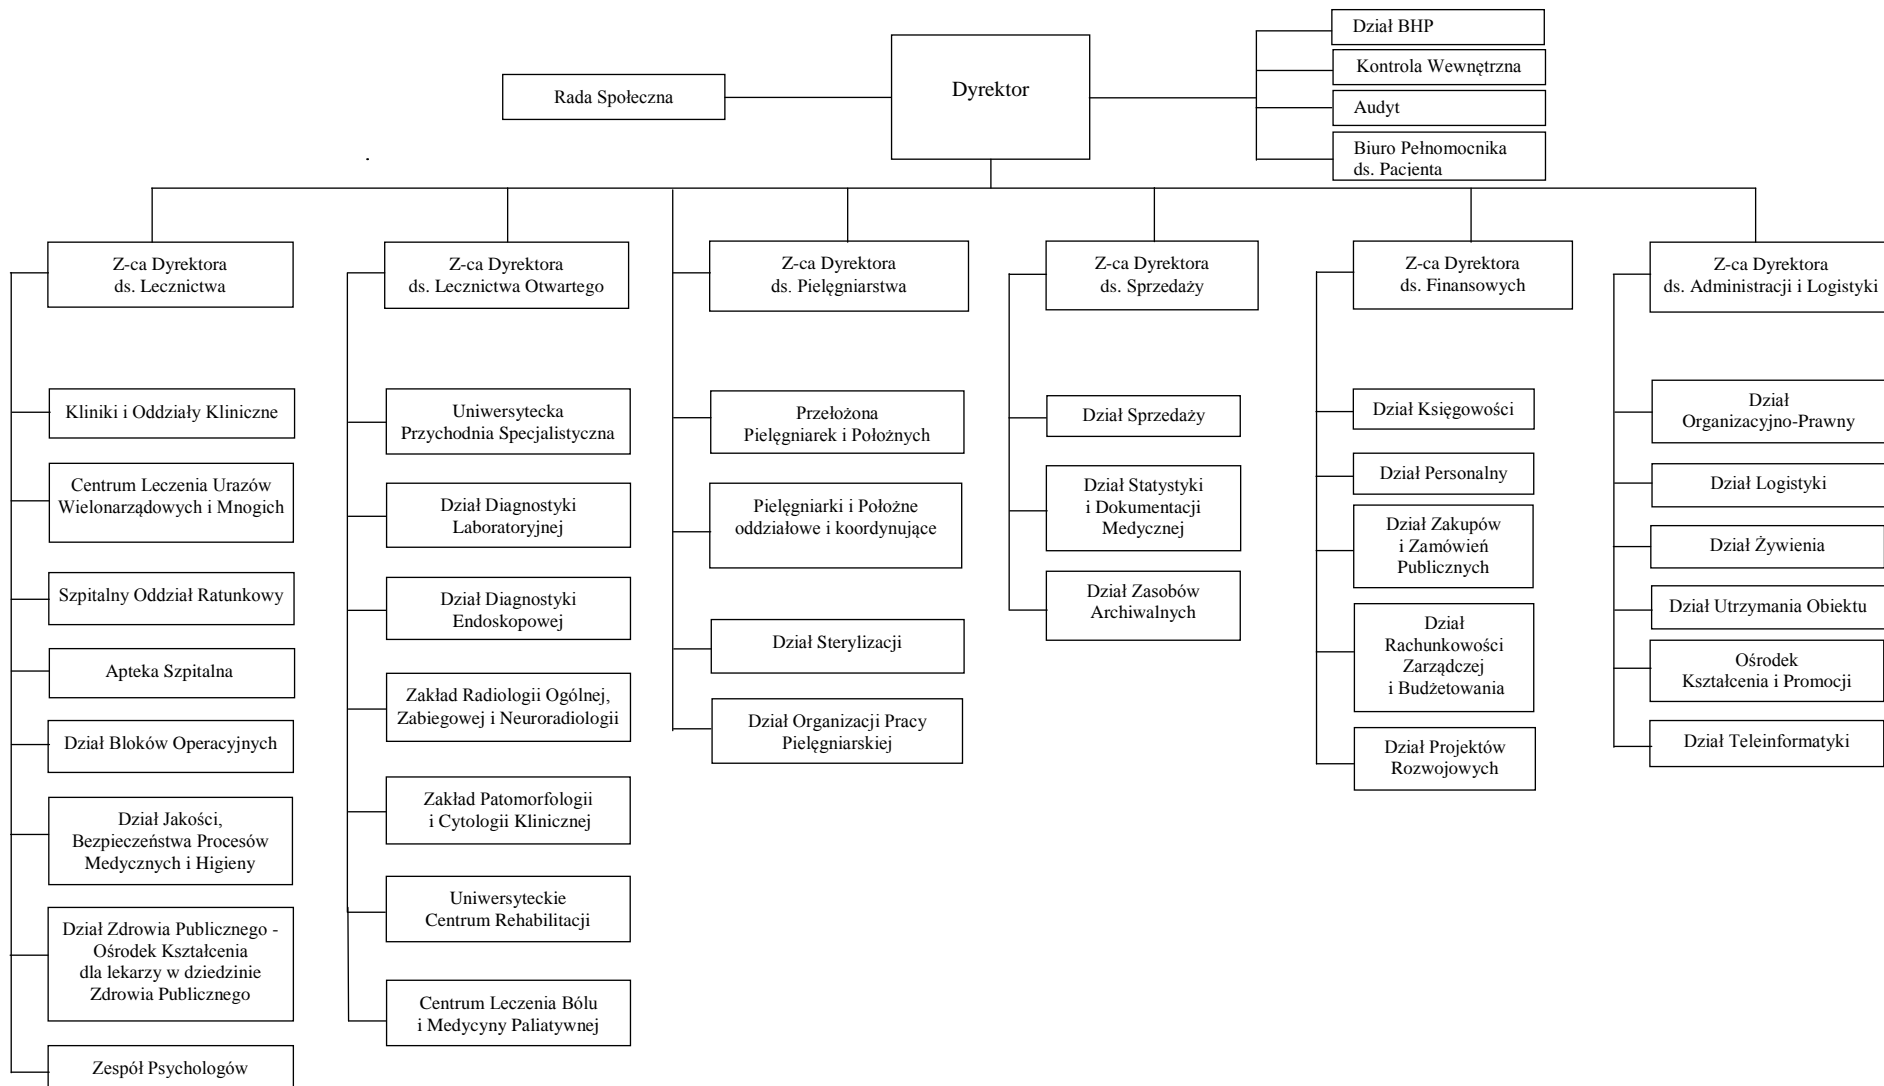 Dział BHP
Kontrola Wewnętrzna
Audyt
Biuro Pełnomocnika
ds. Pacjenta
Dyrektor
Rada Społeczna
Z-ca Dyrektora
ds. Lecznictwa
Kliniki i Oddziały Kliniczne
Centrum Leczenia Urazów
Wielonarządowych i Mnogich
Szpitalny Oddział Ratunkowy
Apteka Szpitalna
Dział Bloków Operacyjnych
Dział Jakości,
Bezpieczeństwa Procesów
Medycznych i Higieny
Dział Zdrowia Publicznego -
Ośrodek Kształcenia
dla lekarzy w dziedzinie
Zdrowia Publicznego
Zespół Psychologów
Z-ca Dyrektora
ds. Lecznictwa Otwartego
Uniwersytecka
Przychodnia Specjalistyczna
Dział Diagnostyki
Laboratoryjnej
Dział Diagnostyki
Endoskopowej
Zakład Radiologii Ogólnej,
Zabiegowej i Neuroradiologii
Zakład Patomorfologii
i Cytologii Klinicznej
Uniwersyteckie
Centrum Rehabilitacji
Centrum Leczenia Bólu
i Medycyny Paliatywnej
Z-ca Dyrektora
ds. Pielęgniarstwa
Przełożona
Pielęgniarek i Położnych
Pielęgniarki i Położne
oddziałowe i koordynujące
Dział Sterylizacji
Dział Organizacji Pracy
Pielęgniarskiej
Z-ca Dyrektora
ds. Sprzedaży
Dział Sprzedaży
Dział Statystyki
i Dokumentacji
Medycznej
Dział Zasobów
Archiwalnych
Z-ca Dyrektora
ds. Finansowych
Dział Księgowości
Dział Personalny
Dział Zakupów
i Zamówień
Publicznych
Dział
Rachunkowości
Zarządczej
i Budżetowania
Dział Projektów
Rozwojowych
Z-ca Dyrektora
ds. Administracji i Logistyki
Dział
Organizacyjno-Prawny
Dział Logistyki
Dział Żywienia
Dział Utrzymania Obiektu
Ośrodek
Kształcenia i Promocji
Dział Teleinformatyki